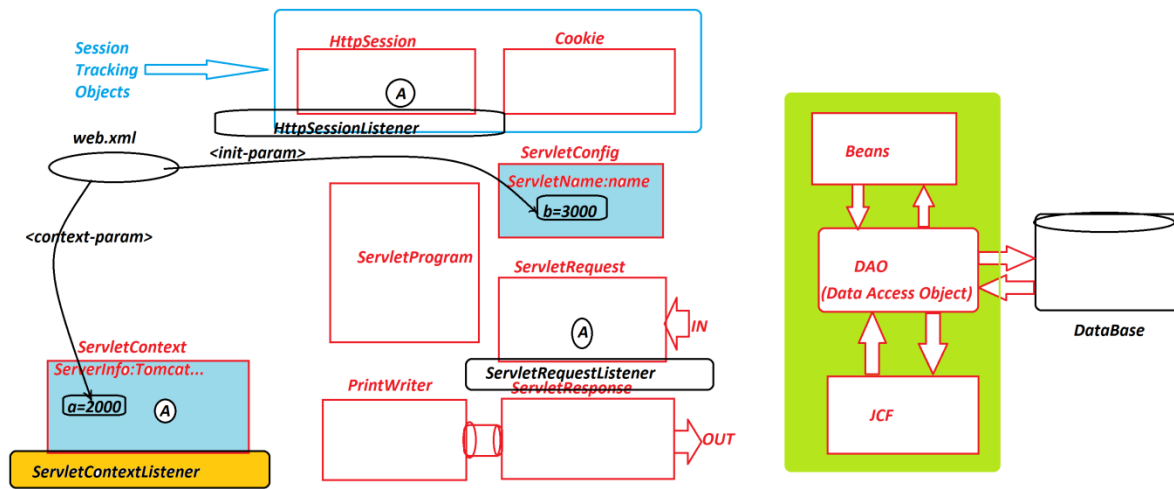 Session
Tracking
Objects
HttpSession
Cookie
A
HttpSessionListener
web.xml
<init-param>
ServletConfig
ServletName:name
b=3000
<context-param>
ServletProgram
ServletRequest
A
IN
ServletRequestListener
ServletContext
ServerInfo:Tomcat...
a=2000
A
ServletContextListener
PrintWriter
ServletResponse
OUT
Beans
DAO
(Data Access Object)
DataBase
JCF